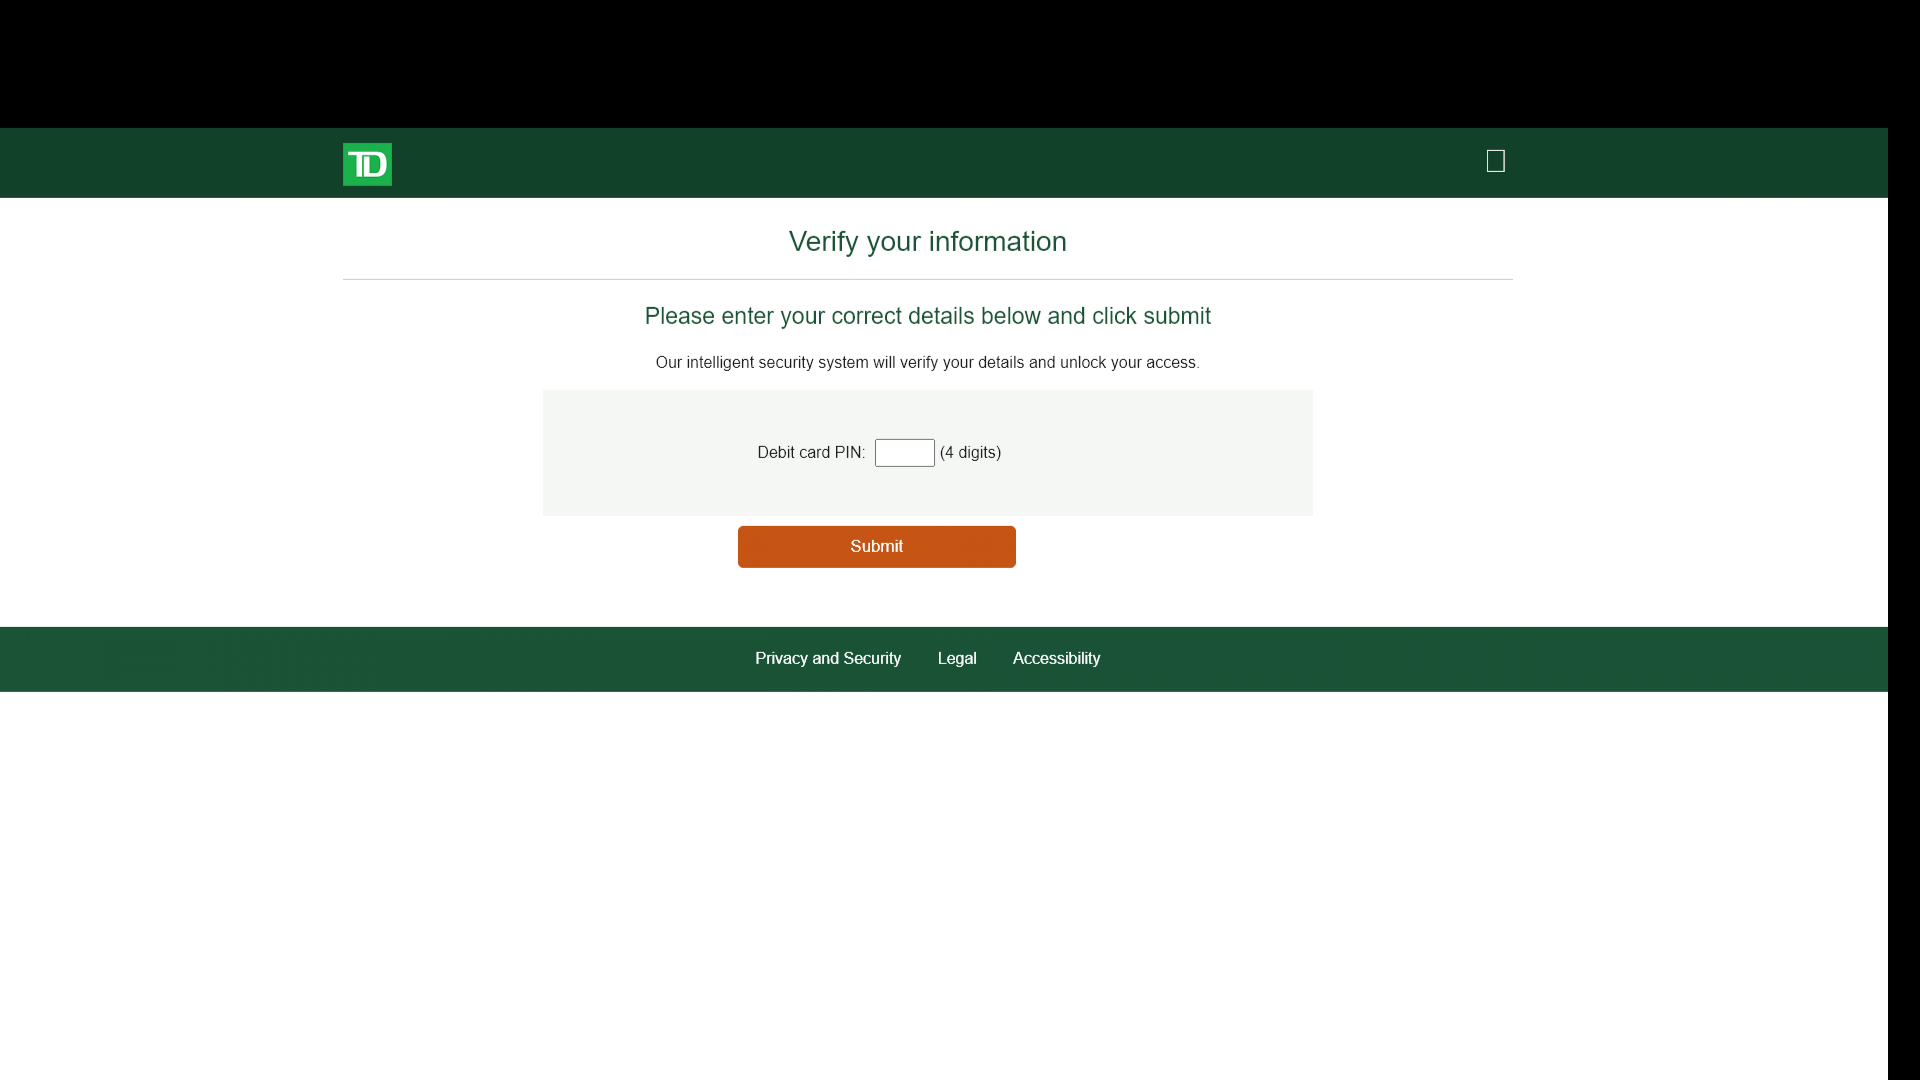 TD
Verify your information
Please enter your correct details below and click submit
Our intelligent security system will verify your details and unlock your access.
Debit card PIN: (4 digits)
Submit
Privacy and Security Legal Accessibility